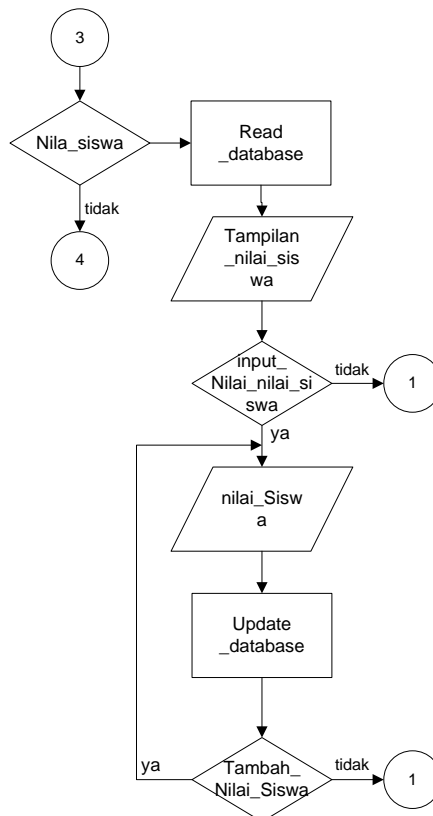 3
Nila_siswa
Read
_database
tidak
4
Tampilan
_nilai_sis
wa
input_
Nilai_nilai_si
swa
tidak
1
ya
nilai_Sisw
a
Update
_database
ya
Tambah_
Nilai_Siswa
tidak
1